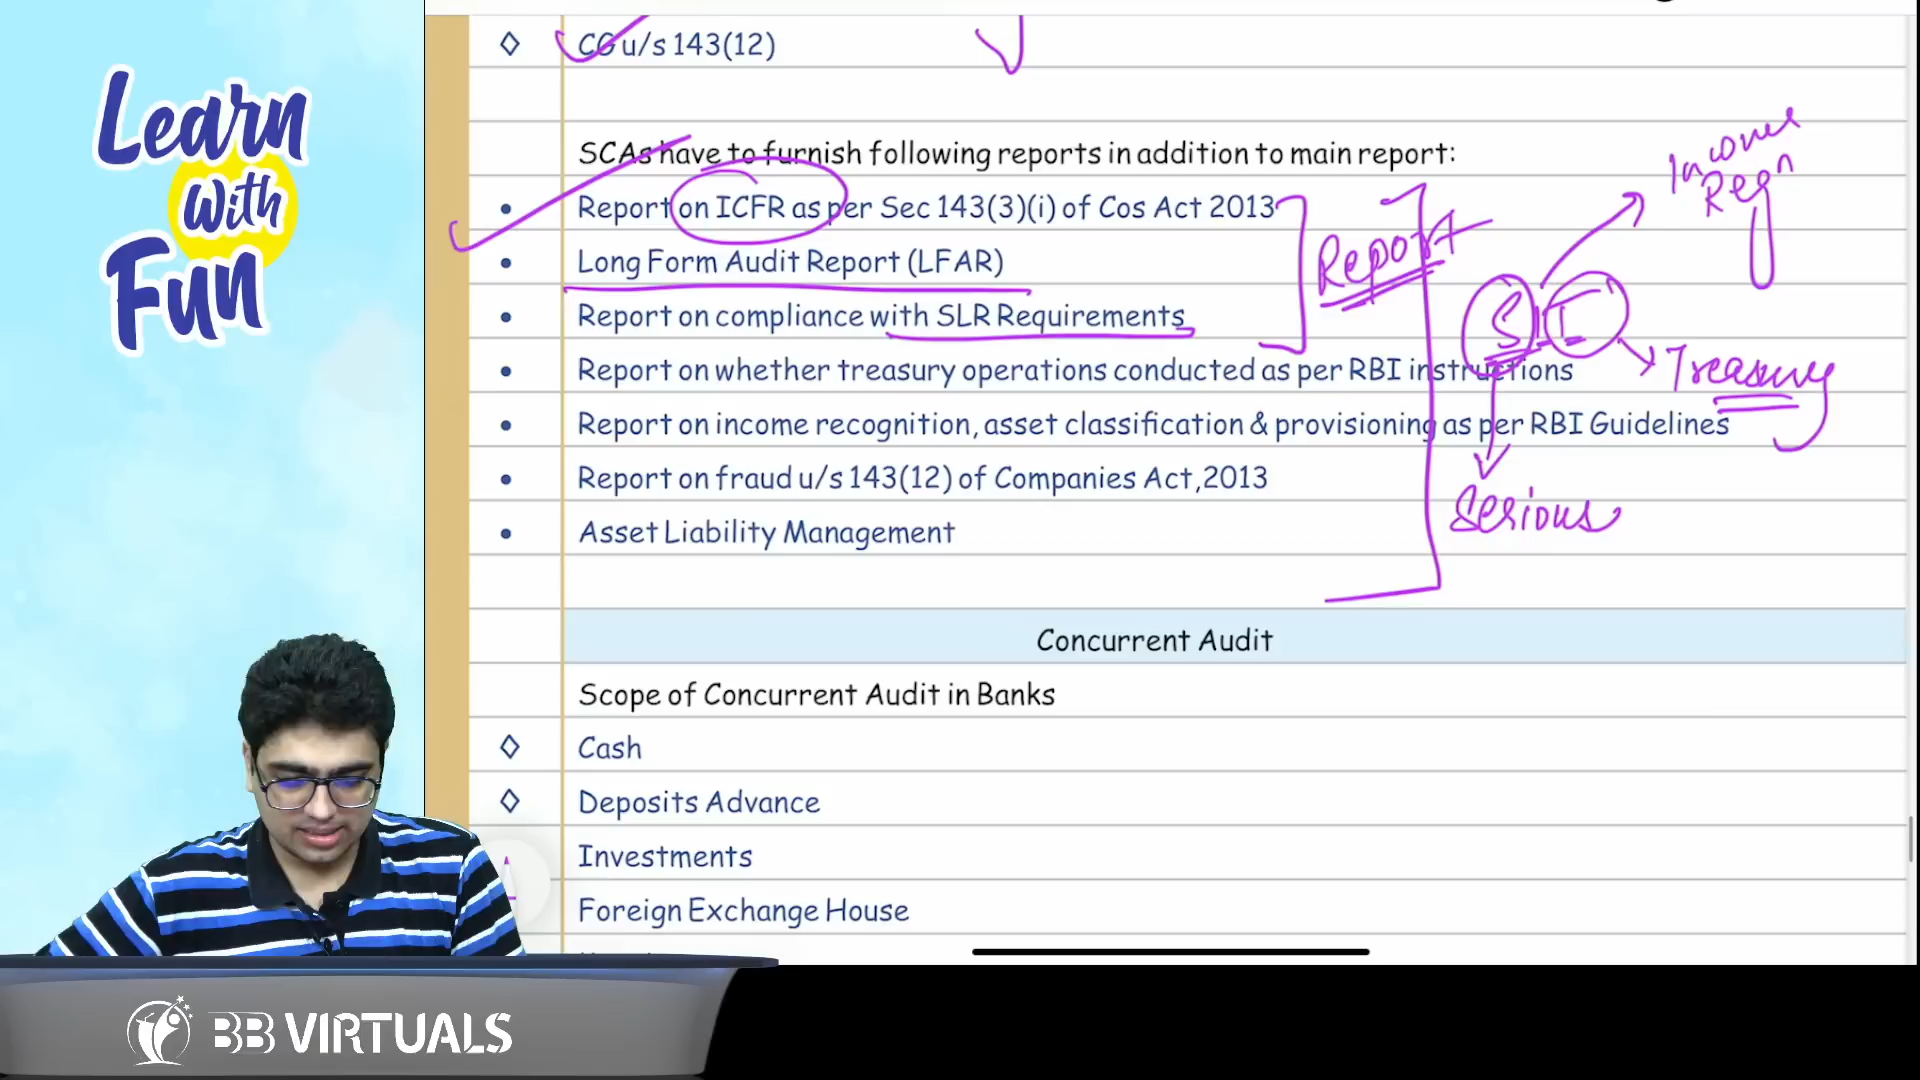 Learn
With
Fun
◇ CG u/s 143(12)
SCAs have to furnish following reports in addition to main report:
• Report on ICFR as per Sec 143(3)(i) of Cos Act 2013
• Long Form Audit Report (LFAR)
• Report on compliance with SLR Requirements
• Report on whether treasury operations conducted as per RBI instructions
• Report on income recognition, asset classification & provisioning as per RBI Guidelines
• Report on fraud u/s 143(12) of Companies Act,2013
• Asset Liability Management
Report
Income
Regn
S I
Treasury
Serious
Concurrent Audit
Scope of Concurrent Audit in Banks
◇ Cash
◇ Deposits Advance
Investments
Foreign Exchange House
BB VIRTUALS